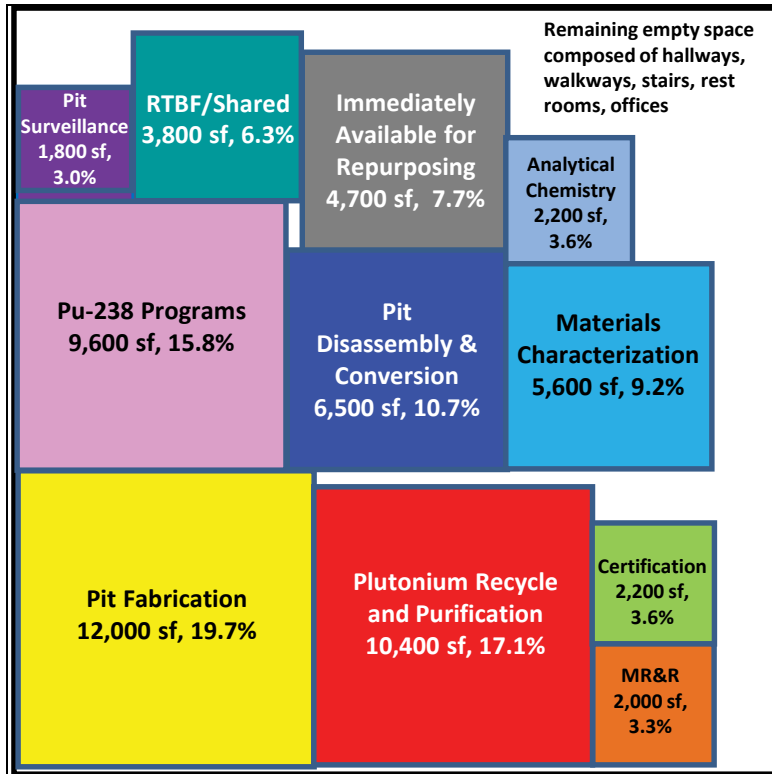 Remaining empty space
composed of hallways,
walkways, stairs, rest
rooms, offices
Pit
Surveillance
1,800 sf,
3.0%
RTBF/Shared
3,800 sf, 6.3%
Immediately
Available for
Repurposing
4,700 sf, 7.7%
Analytical
Chemistry
2,200 sf,
3.6%
Pu-238 Programs
9,600 sf, 15.8%
Pit
Disassembly &
Conversion
6,500 sf, 10.7%
Materials
Characterization
5,600 sf, 9.2%
Pit Fabrication
12,000 sf, 19.7%
Plutonium Recycle
and Purification
10,400 sf, 17.1%
Certification
2,200 sf,
3.6%
MR&R
2,000 sf,
3.3%